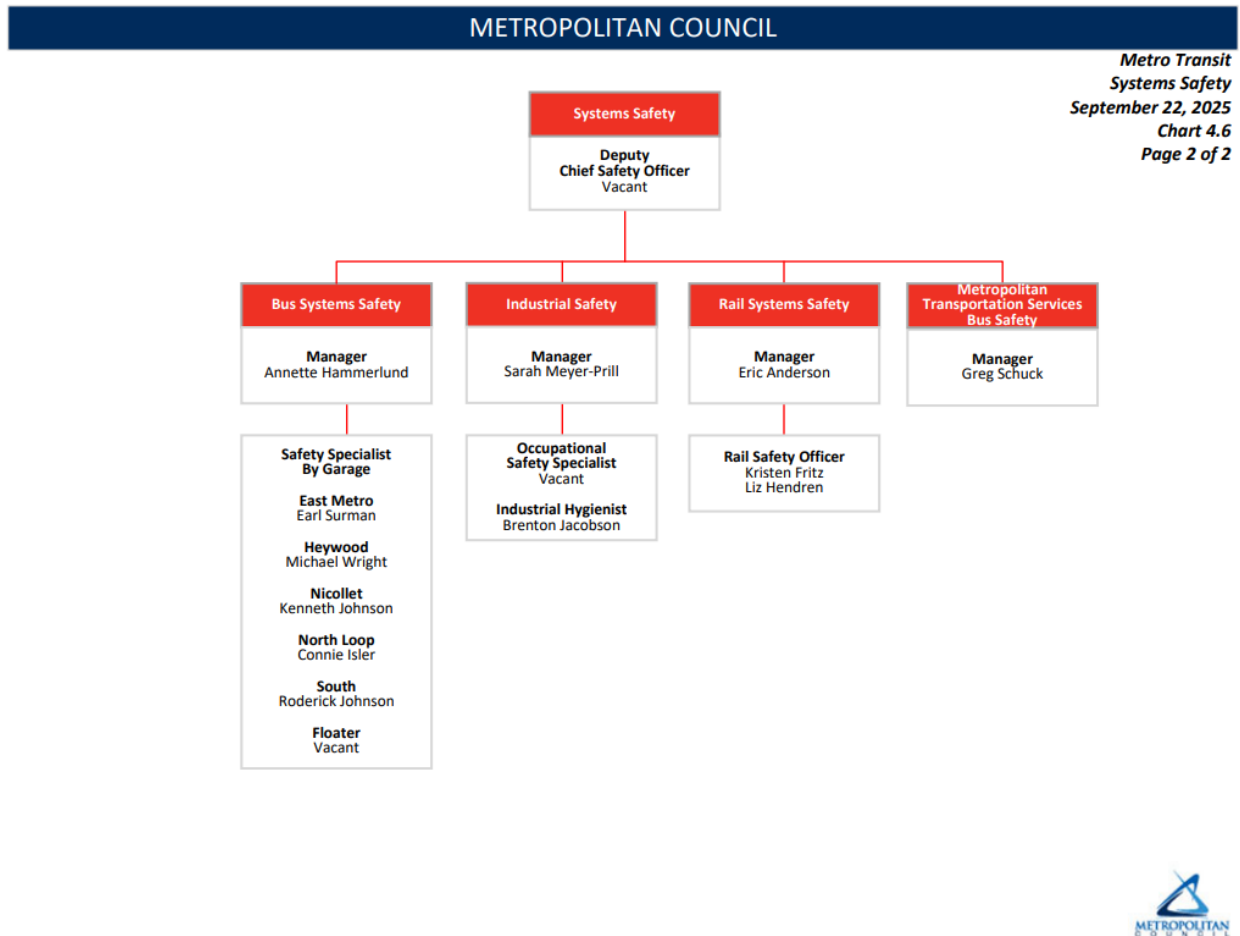 METROPOLITAN COUNCIL
Metro Transit
Systems Safety
September 22, 2025
Chart 4.6
Page 2 of 2
Systems Safety
Deputy
Chief Safety Officer
Vacant
Bus Systems Safety
Manager
Annette Hammerlund
Industrial Safety
Manager
Sarah Meyer-Prill
Rail Systems Safety
Manager
Eric Anderson
Metropolitan
Transportation Services
Bus Safety
Manager
Greg Schuck
Safety Specialist
By Garage
East Metro
Earl Surman
Heywood
Michael Wright
Nicollet
Kenneth Johnson
North Loop
Connie Isler
South
Roderick Johnson
Floater
Vacant
Occupational
Safety Specialist
Vacant
Industrial Hygienist
Brenton Jacobson
Rail Safety Officer
Kristen Fritz
Liz Hendren
METROPOLITAN
COUNCIL